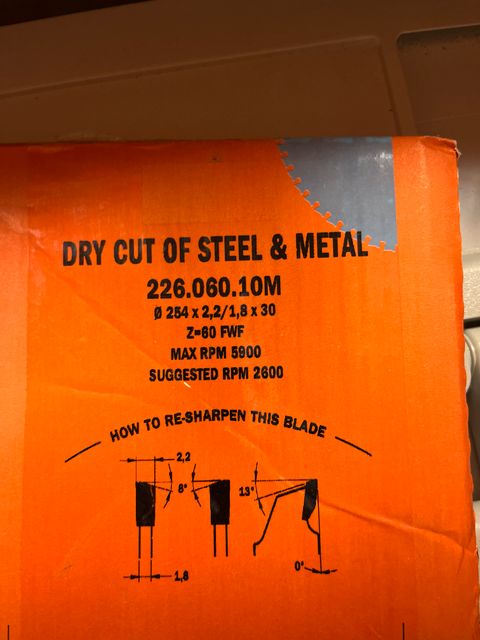 DRY CUT OF STEEL & METAL
226.060.10M
Ø 254 x 2,2/1,8 x 30
Z=60 FWF
MAX RPM 5900
SUGGESTED RPM 2600
HOW TO RE-SHARPEN THIS BLADE
2,2
8°
13°
1,8
0°